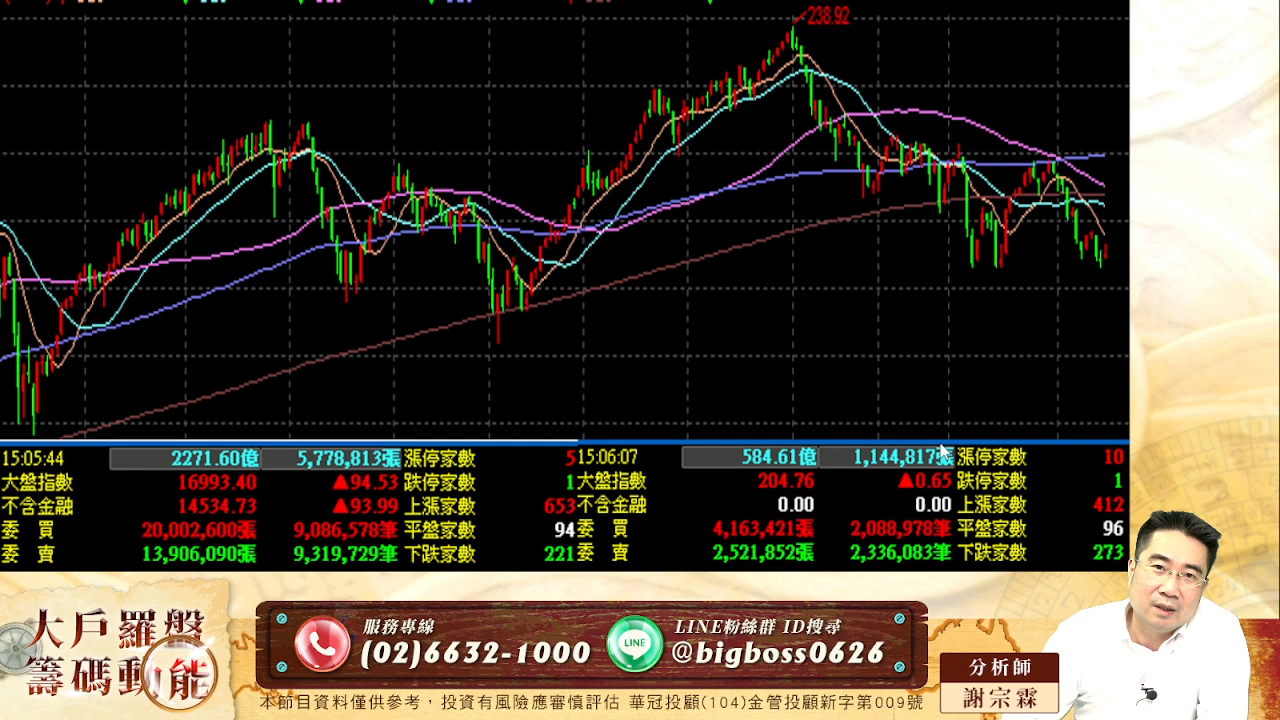 238.92
15:05:44 2271.60億 5,778,813張 漲停家數 5
大盤指數 16993.40 ▲94.53 跌停家數 1
不含金融 14534.73 ▲93.99 上漲家數 653
委 買 20,002,600張 9,086,578筆 平盤家數 94
委 賣 13,906,090張 9,319,729筆 下跌家數 221
15:06:07 584.61億 1,144,817張 漲停家數 10
大盤指數 204.76 ▲0.65 跌停家數 1
不含金融 0.00 0.00 上漲家數 412
委 買 4,163,421張 2,088,978筆 平盤家數 96
委 賣 2,521,852張 2,336,083筆 下跌家數 273
大戶羅盤
籌碼動能
服務專線
(02)6632-1000
LINE
LINE粉絲群 ID搜尋
@bigboss0626
分析師
謝宗霖
本節目資料僅供參考，投資有風險應審慎評估 華冠投顧(104)金管投顧新字第009號